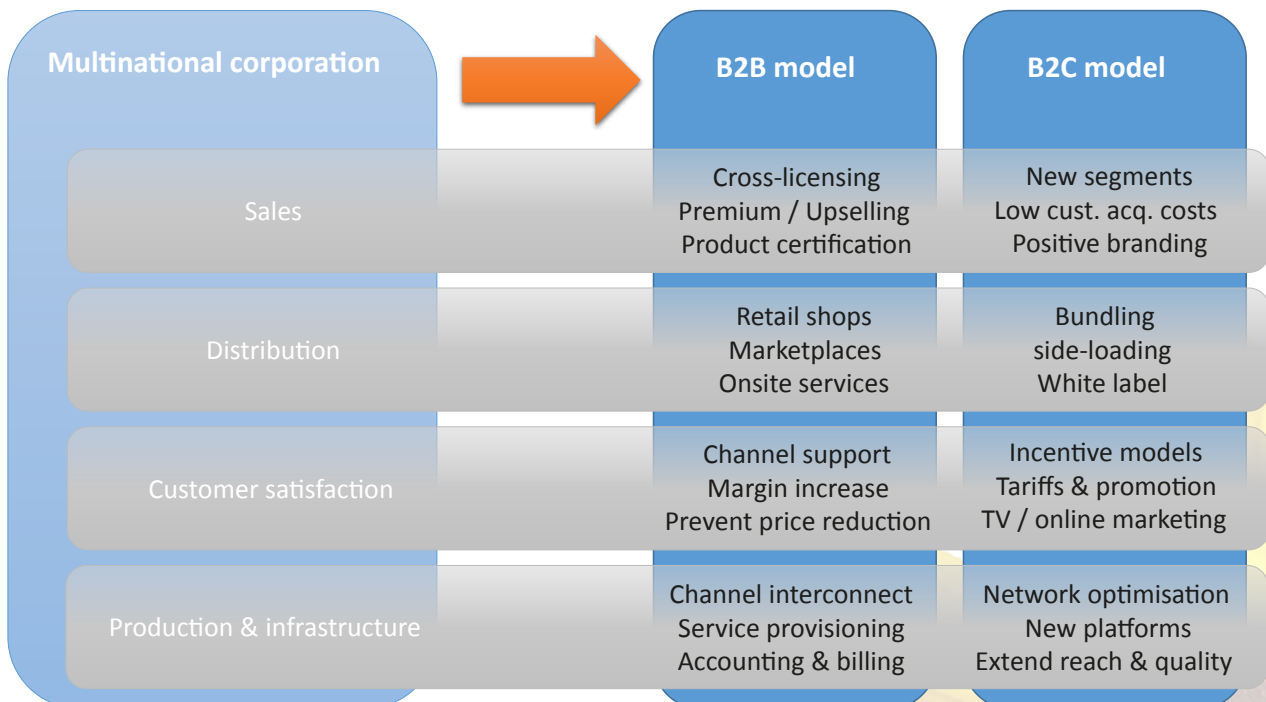 Multinational corporation
B2B model
B2C model
Sales
Cross-licensing
Premium / Upselling
Product certification
New segments
Low cust. acq. costs
Positive branding
Distribution
Retail shops
Marketplaces
Onsite services
Bundling
side-loading
White label
Customer satisfaction
Channel support
Margin increase
Prevent price reduction
Incentive models
Tariffs & promotion
TV / online marketing
Production & infrastructure
Channel interconnect
Service provisioning
Accounting & billing
Network optimisation
New platforms
Extend reach & quality